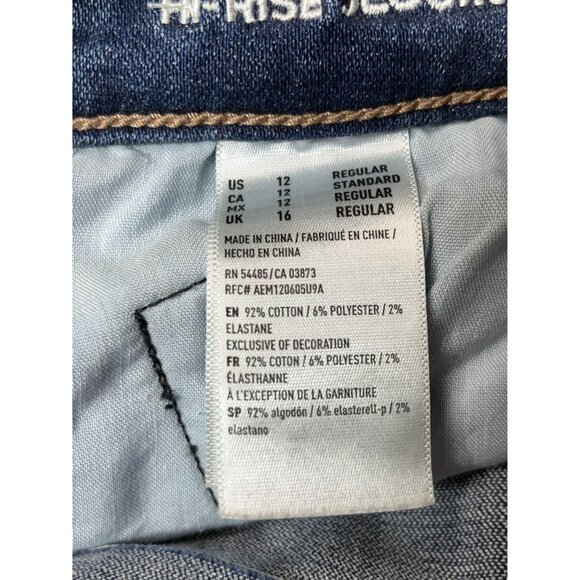 HI-RISE
US 12 REGULAR
CA 12 STANDARD
MX 12 REGULAR
UK 16 REGULAR
MADE IN CHINA / FABRIQUÉ EN CHINE /
HECHO EN CHINA
RN 54485/CA 03873
RFC# AEM120605U9A
EN 92% COTTON / 6% POLYESTER / 2%
ELASTANE
EXCLUSIVE OF DECORATION
FR 92% COTON / 6% POLYESTER / 2%
ÉLASTHANNE
À L'EXCEPTION DE LA GARNITURE
SP 92% algodón / 6% elasterell-p / 2%
elastano